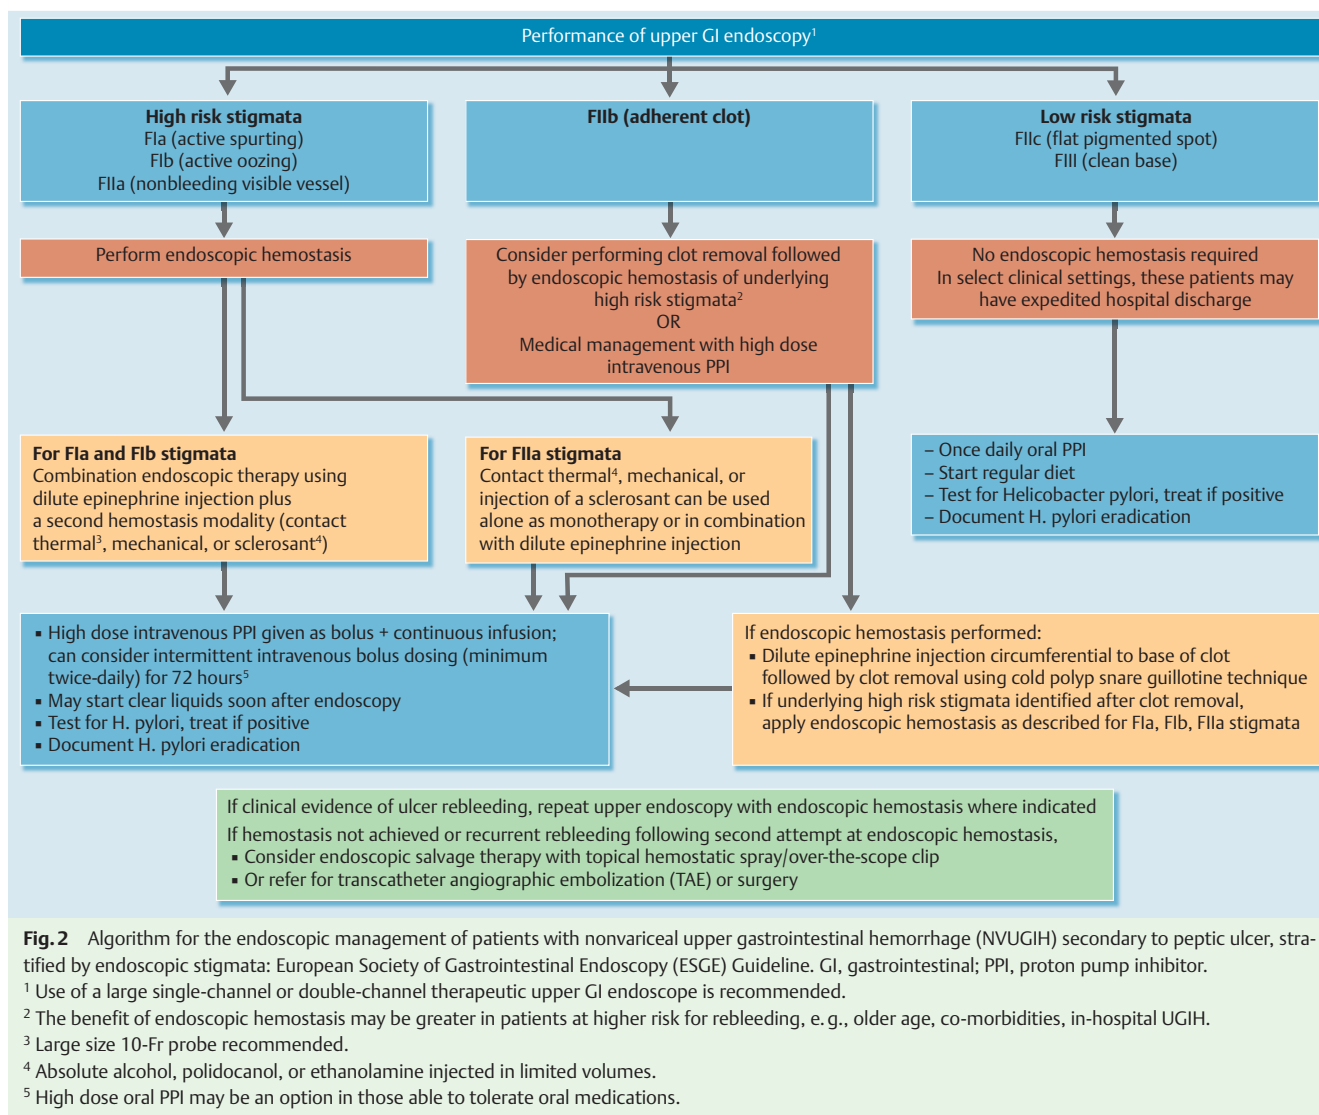 Performance of upper GI endoscopy¹
High risk stigmata
FIa (active spurting)
FIb (active oozing)
FIIa (nonbleeding visible vessel)
FIIb (adherent clot)
Low risk stigmata
FIIc (flat pigmented spot)
FIII (clean base)
Perform endoscopic hemostasis
Consider performing clot removal followed
by endoscopic hemostasis of underlying
high risk stigmata²
OR
Medical management with high dose
intravenous PPI
No endoscopic hemostasis required
In select clinical settings, these patients may
have expedited hospital discharge
For FIa and FIb stigmata
Combination endoscopic therapy using
dilute epinephrine injection plus
a second hemostasis modality (contact
thermal³, mechanical, or sclerosant⁴)
For FIIa stigmata
Contact thermal⁴, mechanical, or
injection of a sclerosant can be used
alone as monotherapy or in combination
with dilute epinephrine injection
– Once daily oral PPI
– Start regular diet
– Test for Helicobacter pylori, treat if positive
– Document H. pylori eradication
▪ High dose intravenous PPI given as bolus + continuous infusion;
can consider intermittent intravenous bolus dosing (minimum
twice-daily) for 72 hours⁵
▪ May start clear liquids soon after endoscopy
▪ Test for H. pylori, treat if positive
▪ Document H. pylori eradication
If endoscopic hemostasis performed:
▪ Dilute epinephrine injection circumferential to base of clot
followed by clot removal using cold polyp snare guillotine technique
▪ If underlying high risk stigmata identified after clot removal,
apply endoscopic hemostasis as described for FIa, FIb, FIIa stigmata
If clinical evidence of ulcer rebleeding, repeat upper endoscopy with endoscopic hemostasis where indicated
If hemostasis not achieved or recurrent rebleeding following second attempt at endoscopic hemostasis,
▪ Consider endoscopic salvage therapy with topical hemostatic spray/over-the-scope clip
▪ Or refer for transcatheter angiographic embolization (TAE) or surgery
Fig. 2 Algorithm for the endoscopic management of patients with nonvariceal upper gastrointestinal hemorrhage (NVUGIH) secondary to peptic ulcer, stra-
tified by endoscopic stigmata: European Society of Gastrointestinal Endoscopy (ESGE) Guideline. GI, gastrointestinal; PPI, proton pump inhibitor.
¹ Use of a large single-channel or double-channel therapeutic upper GI endoscope is recommended.
² The benefit of endoscopic hemostasis may be greater in patients at higher risk for rebleeding, e. g., older age, co-morbidities, in-hospital UGIH.
³ Large size 10-Fr probe recommended.
⁴ Absolute alcohol, polidocanol, or ethanolamine injected in limited volumes.
⁵ High dose oral PPI may be an option in those able to tolerate oral medications.